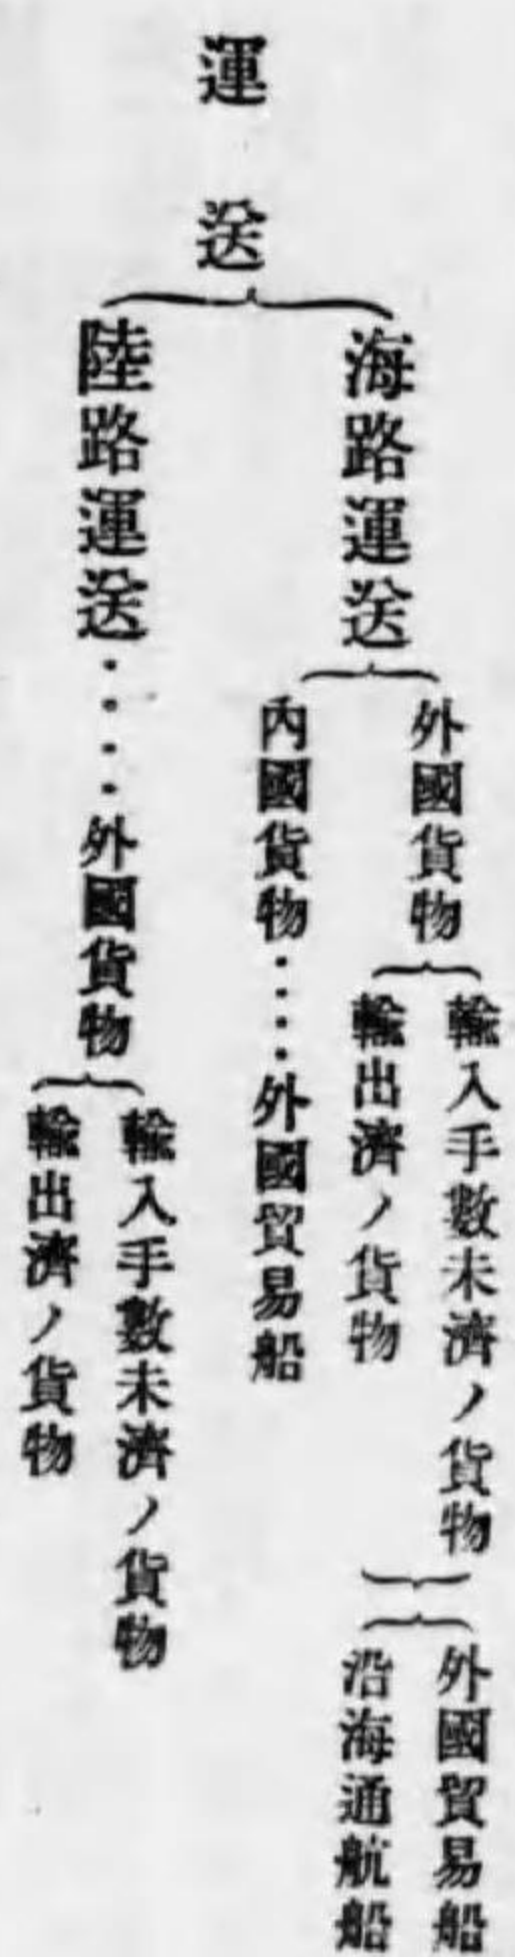 運送
海路運送
外國貨物
輸入手數未濟ノ貨物
輸出濟ノ貨物
外國貿易船
沿海通航船
內國貨物‥‥外國貿易船
陸路運送‥‥外國貨物
輸入手數未濟ノ貨物
輸出濟ノ貨物